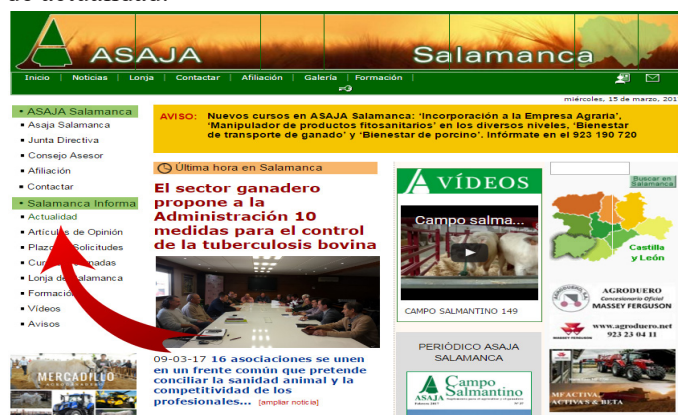 ASAJA Salamanca
Inicio | Noticias | Lonja | Contactar | Afiliación | Galería | Formación |
miércoles, 15 de marzo, 201
• ASAJA Salamanca
Asaja Salamanca
Junta Directiva
Consejo Asesor
Afiliación
Contactar
• Salamanca Informa
Actualidad
Artículos de Opinión
Solicitudes
Lonja de Salamanca
Formación
Vídeos
Avisos
MERCADILLO
AVISO: Nuevos cursos en ASAJA Salamanca: ‘Incorporación a la Empresa Agraria’,
‘Manipulador de productos fitosanitarios’ en los diversos niveles, ‘Bienestar
de transporte de ganado’ y ‘Bienestar de porcino’. Infórmate en el 923 190 720
Última hora en Salamanca
El sector ganadero
propone a la
Administración 10
medidas para el control
de la tuberculosis bovina
09-03-17 16 asociaciones se unen
en un frente común que pretende
conciliar la sanidad animal y la
competitividad de los
profesionales... [ampliar noticia]
VÍDEOS
Campo salma...
CAMPO SALMANTINO 149
PERIÓDICO ASAJA
SALAMANCA
ASAJA Campo
Salmantino
Buscar en
Salamanca
Castilla
y León
AGRODUERO
Concesionario Oficial
MASSEY FERGUSON
www.agroduero.net
923 23 04 11
MASSEY FERGUSON
MF ACTIVA,
ACTIVA S & BETA